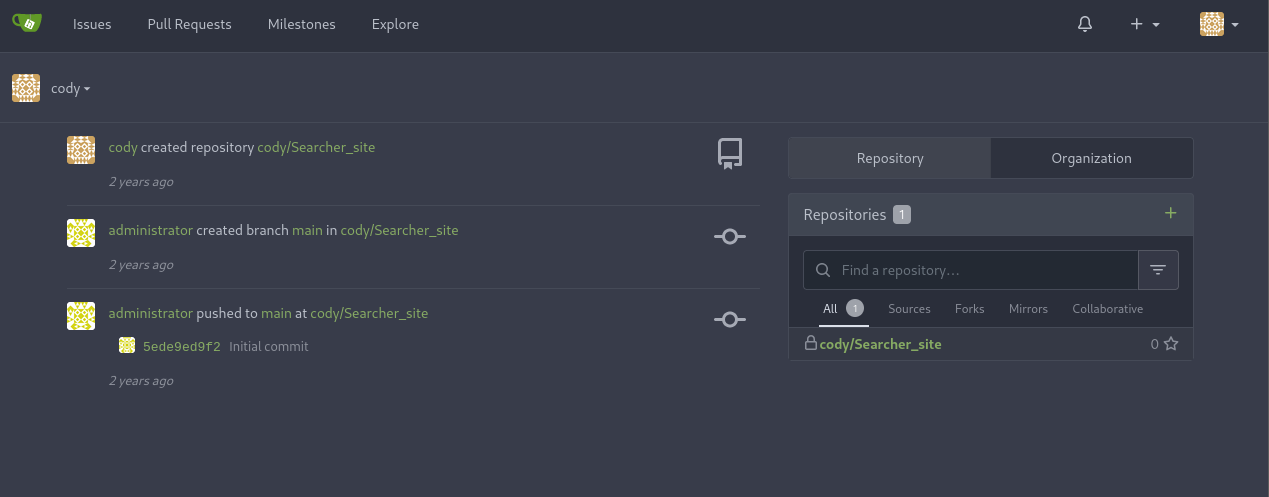 Issues Pull Requests Milestones Explore
cody
cody created repository cody/Searcher_site
2 years ago
administrator created branch main in cody/Searcher_site
2 years ago
administrator pushed to main at cody/Searcher_site
5ede9ed9f2 Initial commit
2 years ago
Repository Organization
Repositories 1
Find a repository...
All 1 Sources Forks Mirrors Collaborative
cody/Searcher_site 0